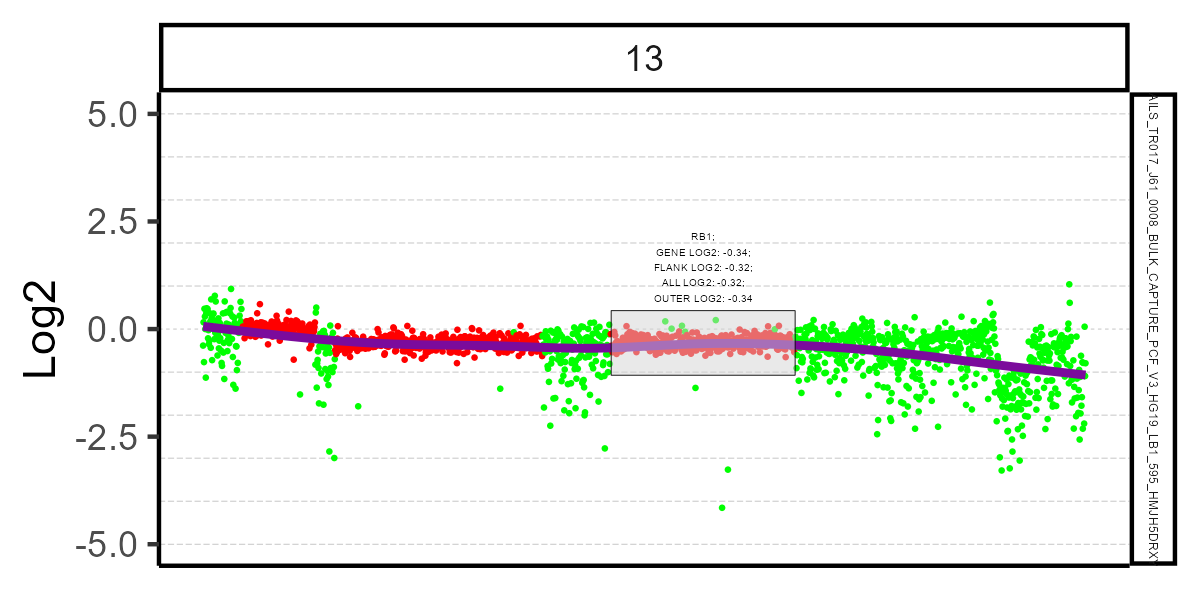 13
5.0
2.5
0.0
-2.5
-5.0
Log2
RB1;
GENE LOG2: -0.34;
FLANK LOG2: -0.32;
ALL LOG2: -0.32;
OUTER LOG2: -0.34
AILS_TR017_J61_0008_BULK_CAPTURE_PCF_V3_HG19_LB1_595_HMJH5DRXY